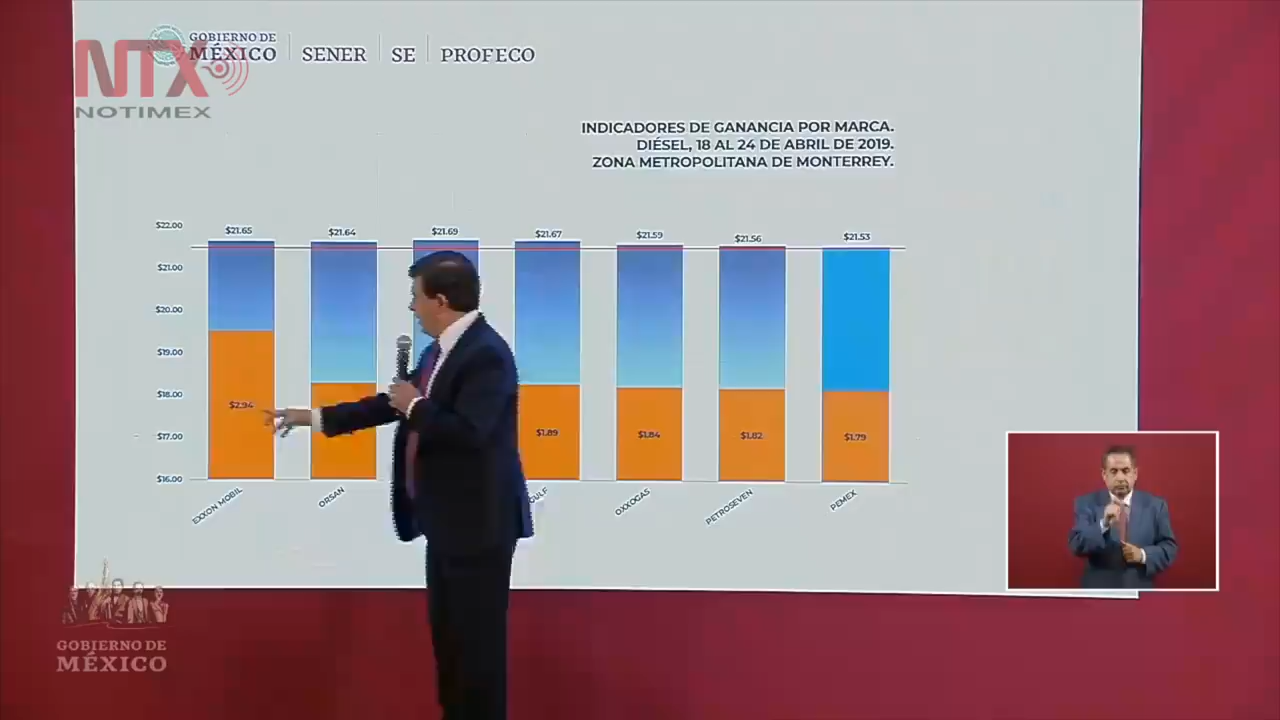 GOBIERNO DE
MÉXICO
SENER
SE
PROFECO
NTX
NOTIMEX
INDICADORES DE GANANCIA POR MARCA.
DIÉSEL, 18 AL 24 DE ABRIL DE 2019.
ZONA METROPOLITANA DE MONTERREY.
$22.00
$21.00
$20.00
$19.00
$18.00
$17.00
$16.00
$21.65
$21.64
$21.69
$21.67
$21.59
$21.56
$21.53
$2.94
$1.89
$1.84
$1.82
$1.79
EXXON MOBIL
ORSAN
GULF
OXXOGAS
PETROSEVEN
PEMEX
GOBIERNO DE
MÉXICO